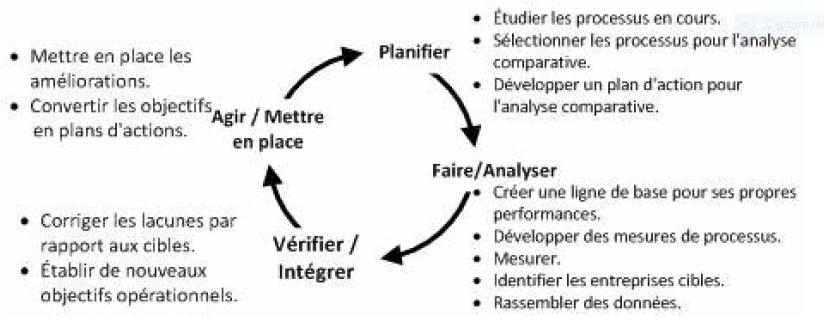 Planifier
• Étudier les processus en cours.
• Sélectionner les processus pour l'analyse
comparative.
• Développer un plan d'action pour
l'analyse comparative.
Faire/Analyser
• Créer une ligne de base pour ses propres
performances.
• Développer des mesures de processus.
• Mesurer.
• Identifier les entreprises cibles.
• Rassembler des données.
Vérifier /
Intégrer
• Corriger les lacunes par
rapport aux cibles.
• Établir de nouveaux
objectifs opérationnels.
Agir / Mettre
en place
• Mettre en place les
améliorations.
• Convertir les objectifs
en plans d'actions.
Capture